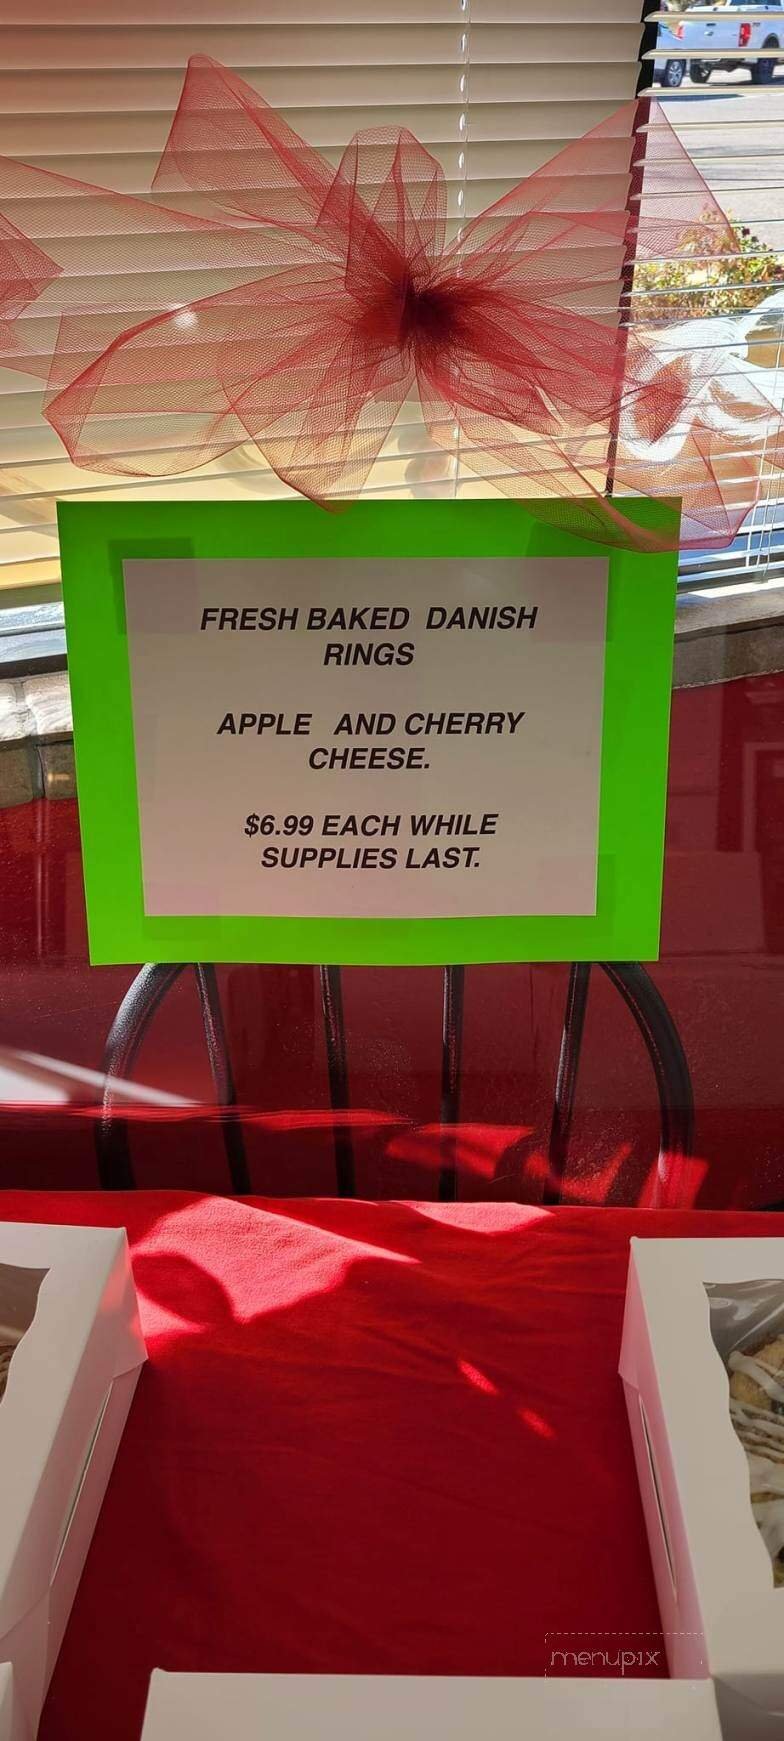 FRESH BAKED DANISH
RINGS
APPLE AND CHERRY
CHEESE.
$6.99 EACH WHILE
SUPPLIES LAST.
menupix